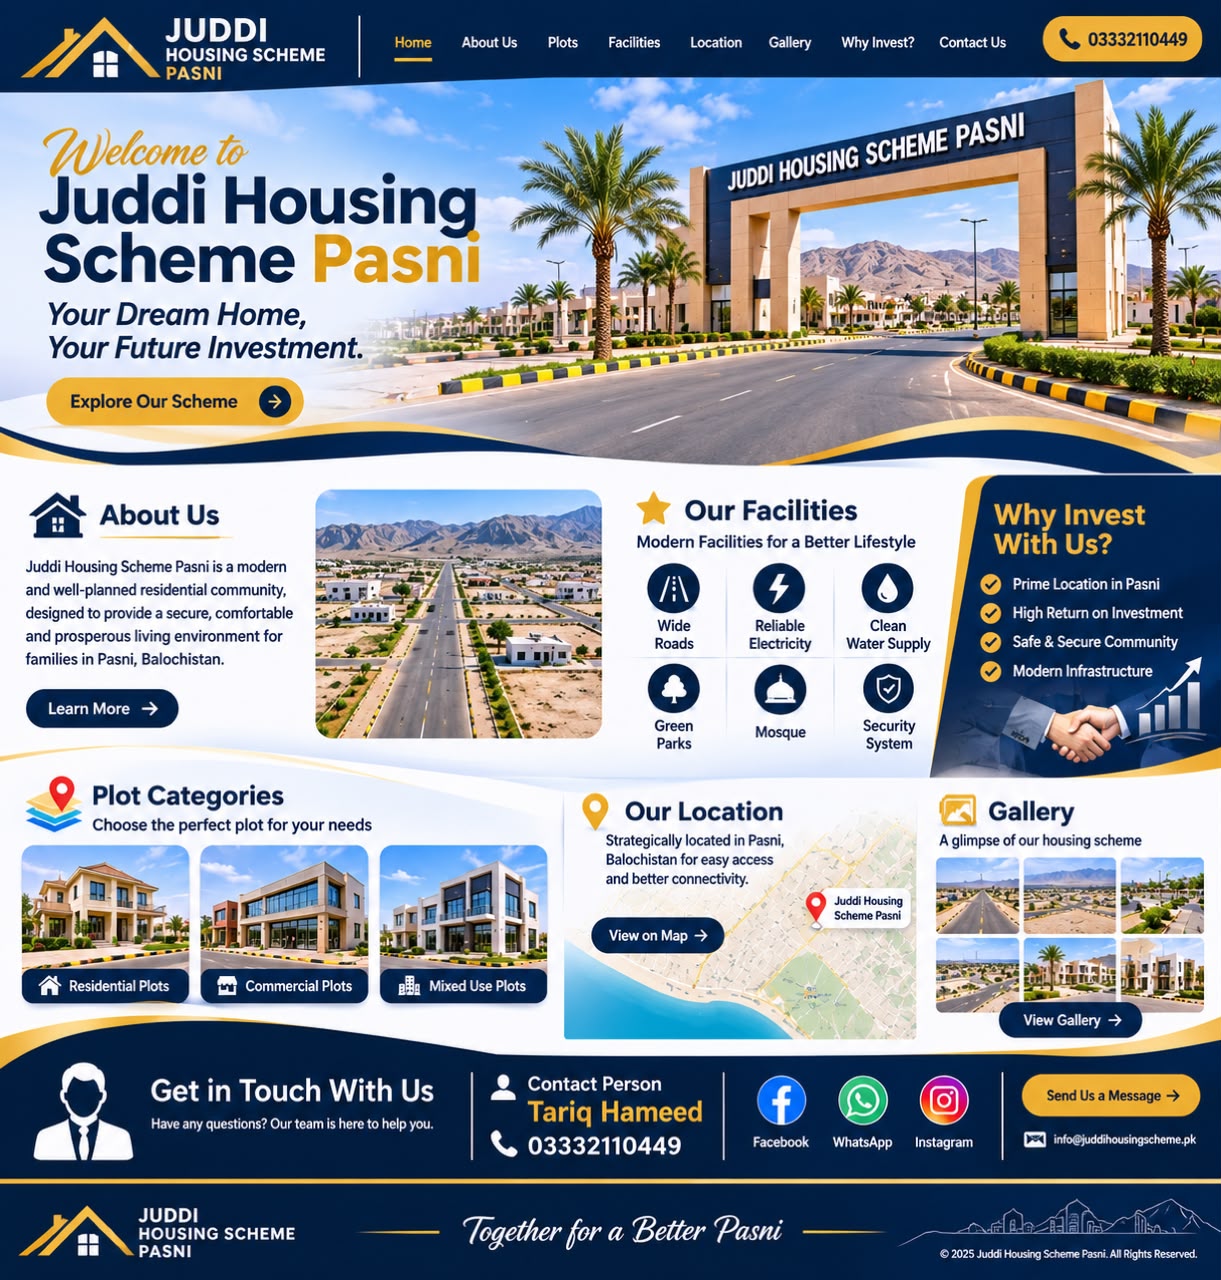 JUDDI
HOUSING SCHEME
PASNI
Home
About Us
Plots
Facilities
Location
Gallery
Why Invest?
Contact Us
03332110449
Welcome to
Juddi Housing
Scheme Pasni
Your Dream Home,
Your Future Investment.
Explore Our Scheme
JUDDI HOUSING SCHEME PASNI
About Us
Juddi Housing Scheme Pasni is a modern
and well-planned residential community,
designed to provide a secure, comfortable
and prosperous living environment for
families in Pasni, Balochistan.
Learn More →
Our Facilities
Modern Facilities for a Better Lifestyle
Wide
Roads
Reliable
Electricity
Clean
Water Supply
Green
Parks
Mosque
Security
System
Why Invest
With Us?
Prime Location in Pasni
High Return on Investment
Safe & Secure Community
Modern Infrastructure
Plot Categories
Choose the perfect plot for your needs
Residential Plots
Commercial Plots
Mixed Use Plots
Our Location
Strategically located in Pasni,
Balochistan for easy access
and better connectivity.
View on Map →
Juddi Housing
Scheme Pasni
Gallery
A glimpse of our housing scheme
View Gallery →
Get in Touch With Us
Have any questions? Our team is here to help you.
Contact Person
Tariq Hameed
03332110449
Facebook
WhatsApp
Instagram
Send Us a Message →
info@juddihousingscheme.pk
JUDDI
HOUSING SCHEME
PASNI
Together for a Better Pasni
© 2025 Juddi Housing Scheme Pasni. All Rights Reserved.